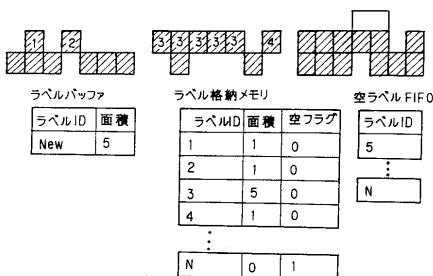 1 2
3 3 3 3 3 4
ラベルバッファ
ラベルID 面積
New 5
ラベル格納メモリ
ラベルID 面積 空フラグ
1 1 0
2 1 0
3 5 0
4 1 0
N 0 1
空ラベルFIFO
ラベルID
5
N